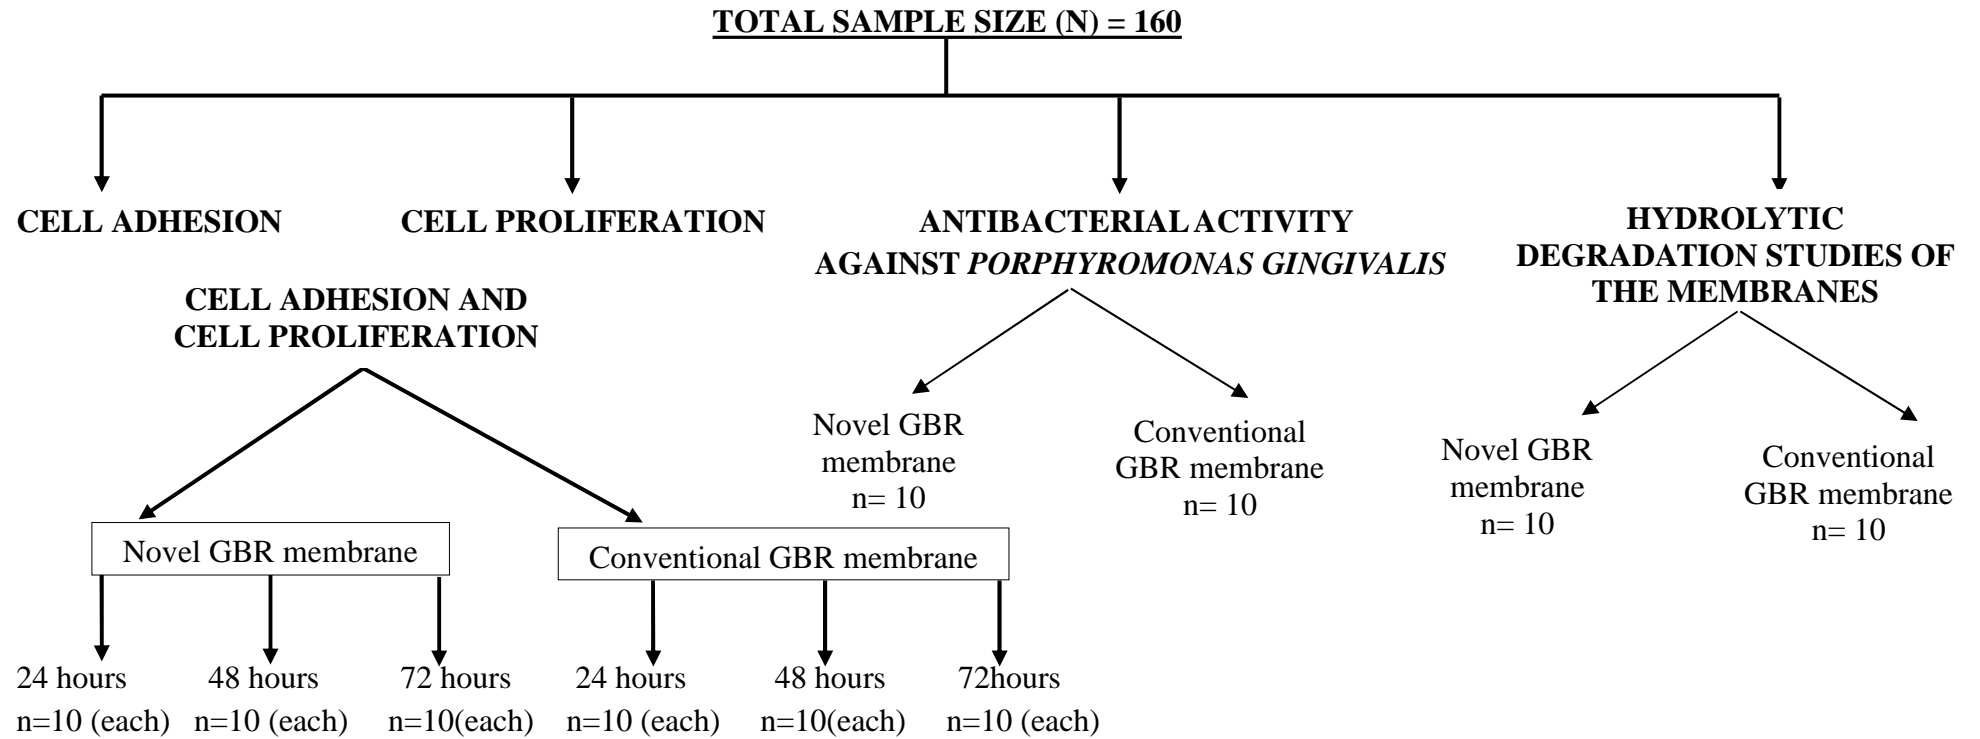 TOTAL SAMPLE SIZE (N) = 160
CELL ADHESION
CELL PROLIFERATION
ANTIBACTERIAL ACTIVITY
AGAINST PORPHYROMONAS GINGIVALIS
HYDROLYTIC
DEGRADATION STUDIES OF
THE MEMBRANES
CELL ADHESION AND
CELL PROLIFERATION
Novel GBR
membrane
n= 10
Conventional
GBR membrane
n= 10
Novel GBR
membrane
n= 10
Conventional
GBR membrane
n= 10
Novel GBR membrane
Conventional GBR membrane
24 hours
n=10 (each)
48 hours
n=10 (each)
72 hours
n=10(each)
24 hours
n=10 (each)
48 hours
n=10(each)
72hours
n=10 (each)